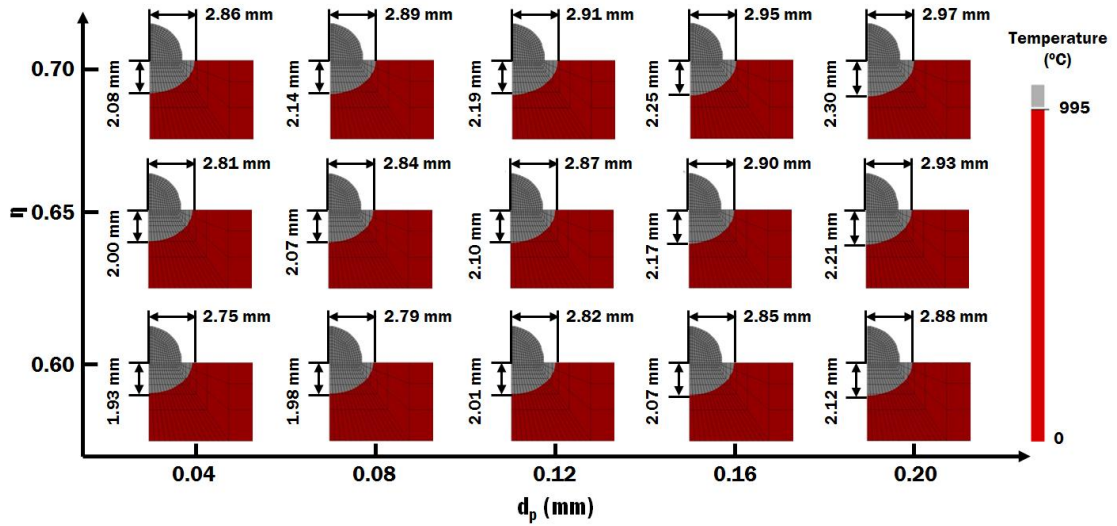 2.86 mm 2.89 mm 2.91 mm 2.95 mm 2.97 mm
Temperature
(ºC)
0.70
2.08 mm 2.14 mm 2.19 mm 2.25 mm 2.30 mm
995
2.81 mm 2.84 mm 2.87 mm 2.90 mm 2.93 mm
η 0.65
2.00 mm 2.07 mm 2.10 mm 2.17 mm 2.21 mm
2.75 mm 2.79 mm 2.82 mm 2.85 mm 2.88 mm
0.60
1.93 mm 1.98 mm 2.01 mm 2.07 mm 2.12 mm
0
0.04 0.08 0.12 0.16 0.20
dp (mm)